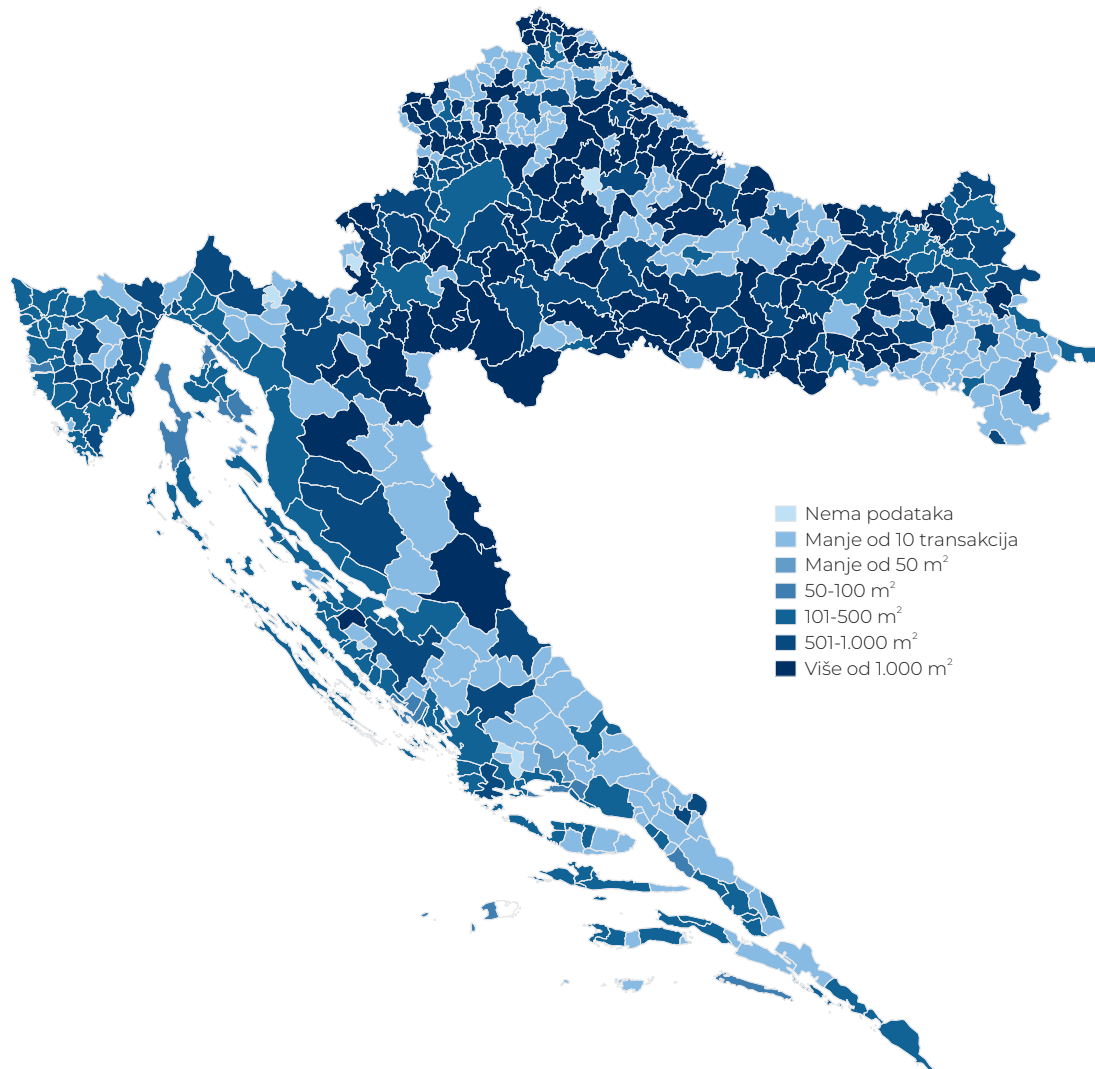 Nema podataka
Manje od 10 transakcija
Manje od 50 m²
50-100 m²
101-500 m²
501-1.000 m²
Više od 1.000 m²